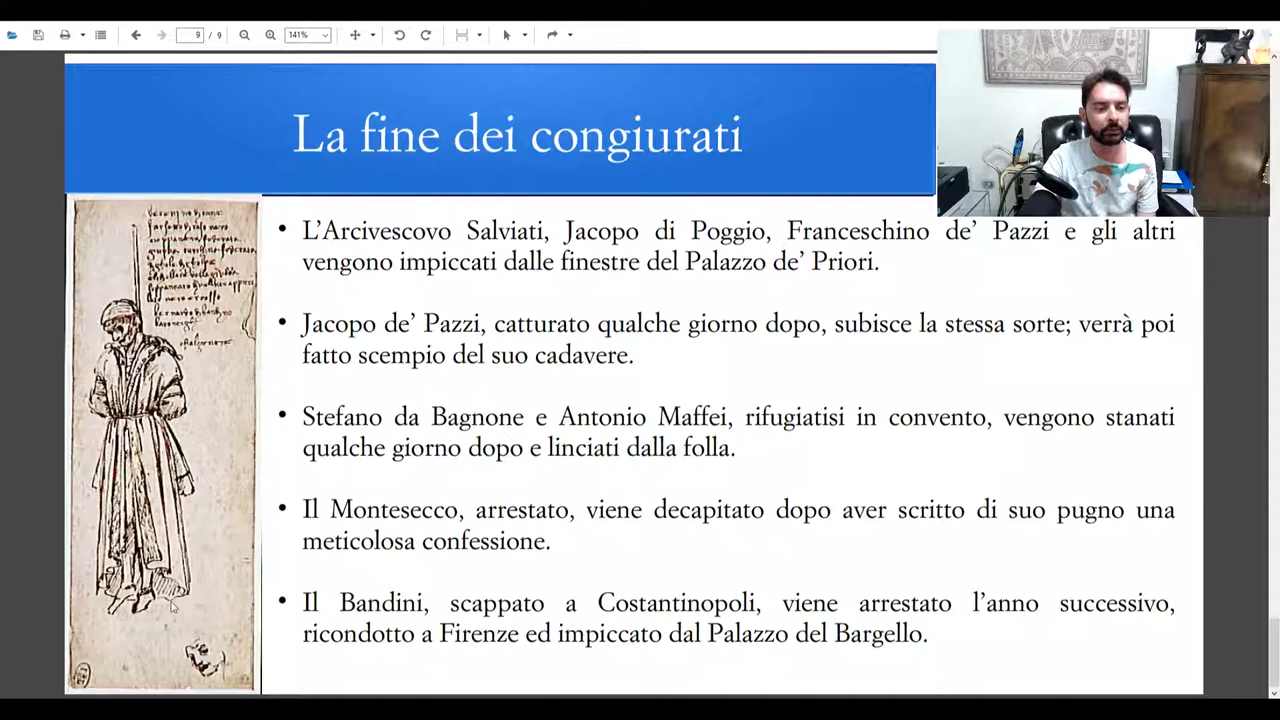 9 / 9
141%
La fine dei congiurati
• L’Arcivescovo Salviati, Jacopo di Poggio, Franceschino de’ Pazzi e gli altri
vengono impiccati dalle finestre del Palazzo de’ Priori.
• Jacopo de’ Pazzi, catturato qualche giorno dopo, subisce la stessa sorte; verrà poi
fatto scempio del suo cadavere.
• Stefano da Bagnone e Antonio Maffei, rifugiatisi in convento, vengono stanati
qualche giorno dopo e linciati dalla folla.
• Il Montesecco, arrestato, viene decapitato dopo aver scritto di suo pugno una
meticolosa confessione.
• Il Bandini, scappato a Costantinopoli, viene arrestato l’anno successivo,
ricondotto a Firenze ed impiccato dal Palazzo del Bargello.